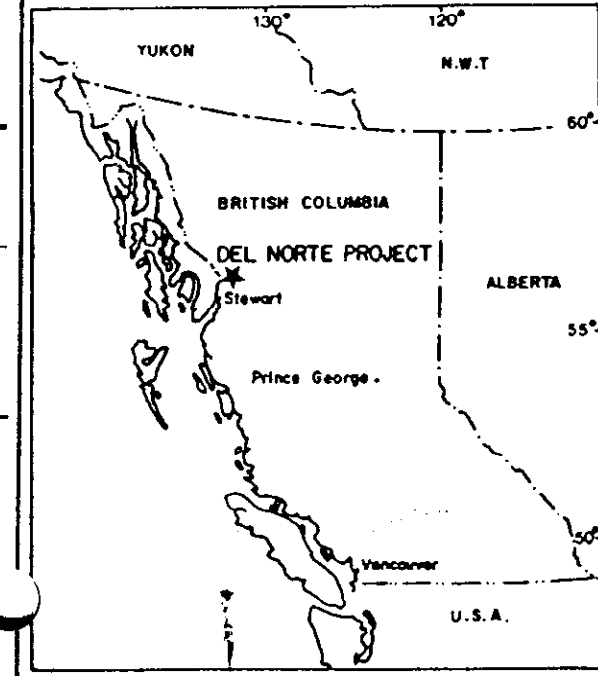 130° 120°
YUKON
N.W.T
60°
BRITISH COLUMBIA
DEL NORTE PROJECT
ALBERTA
Stewart
55°
Prince George.
50°
Vancouver
U.S.A.